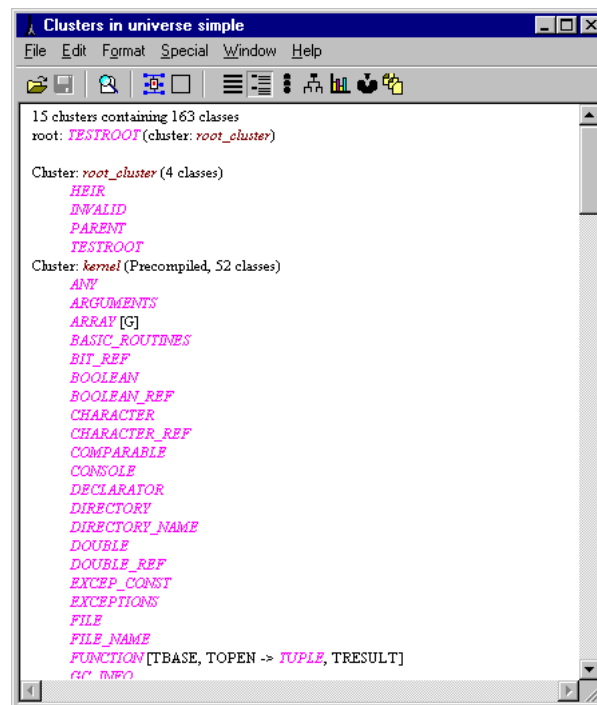 Clusters in universe simple
File Edit Format Special Window Help
15 clusters containing 163 classes
root: TESTROOT (cluster: root_cluster)
Cluster: root_cluster (4 classes)
HEIR
INVALID
PARENT
TESTROOT
Cluster: kernel (Precompiled, 52 classes)
ANY
ARGUMENTS
ARRAY [G]
BASIC_ROUTINES
BIT_REF
BOOLEAN
BOOLEAN_REF
CHARACTER
CHARACTER_REF
COMPARABLE
CONSOLE
DECLARATOR
DIRECTORY
DIRECTORY_NAME
DOUBLE
DOUBLE_REF
EXCEP_CONST
EXCEPTIONS
FILE
FILE_NAME
FUNCTION [TBASE, TOPEN -> TUPLE, TRESULT]
GC_INFO